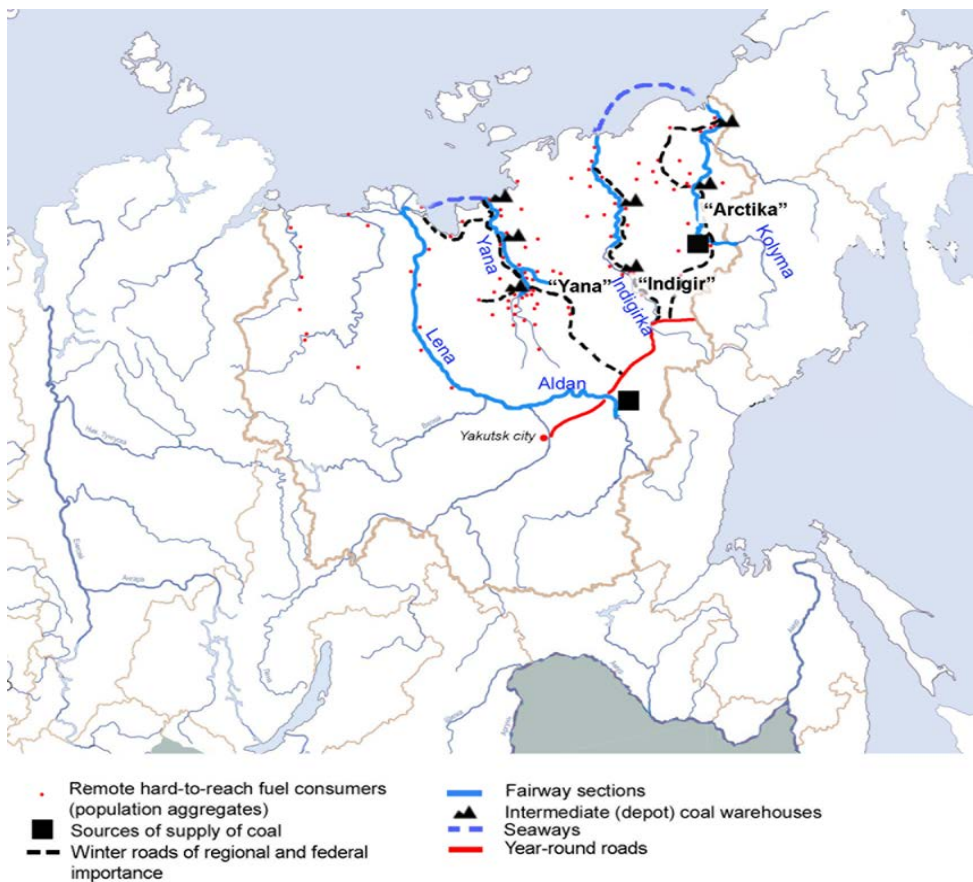 "Arctika"
Kolyma
Yana
"Yana"
"Indigir"
Indigirka
Lena
Aldan
Yakutsk city
Remote hard-to-reach fuel consumers
(population aggregates)
Sources of supply of coal
Winter roads of regional and federal
importance
Fairway sections
Intermediate (depot) coal warehouses
Seaways
Year-round roads